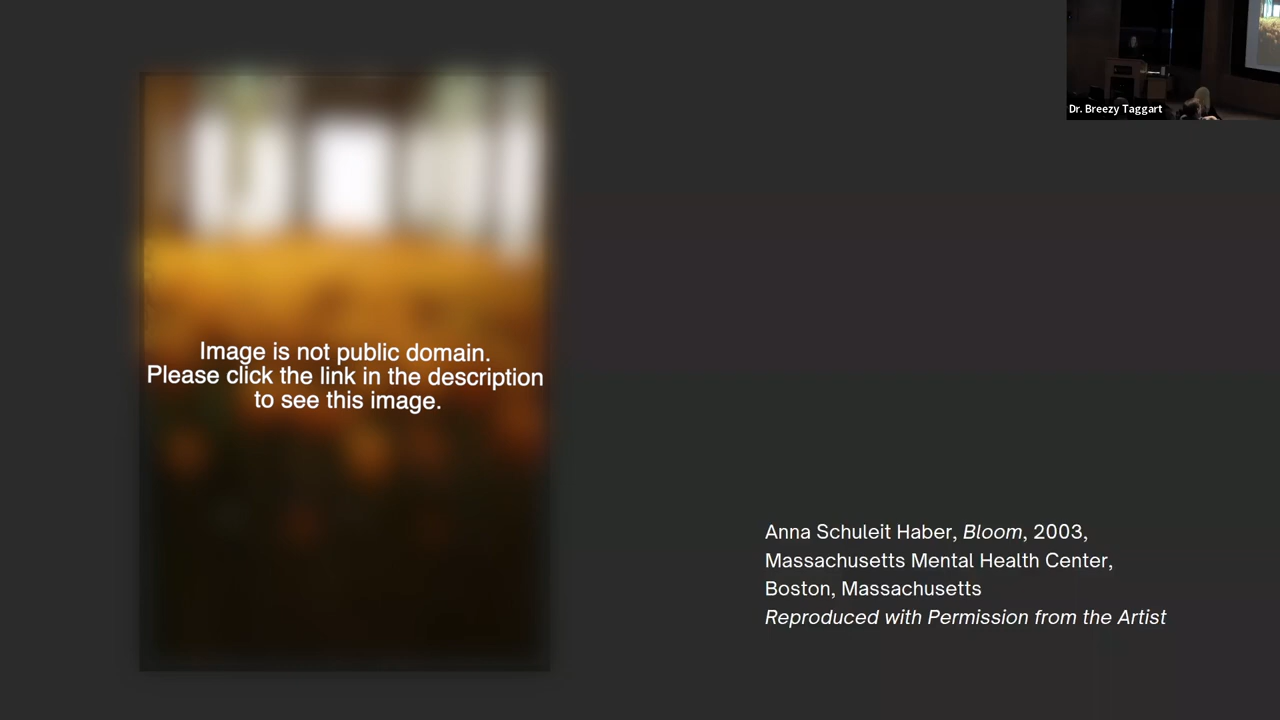 Dr. Breezy Taggart
Image is not public domain.
Please click the link in the description
to see this image.
Anna Schuleit Haber, Bloom, 2003,
Massachusetts Mental Health Center,
Boston, Massachusetts
Reproduced with Permission from the Artist